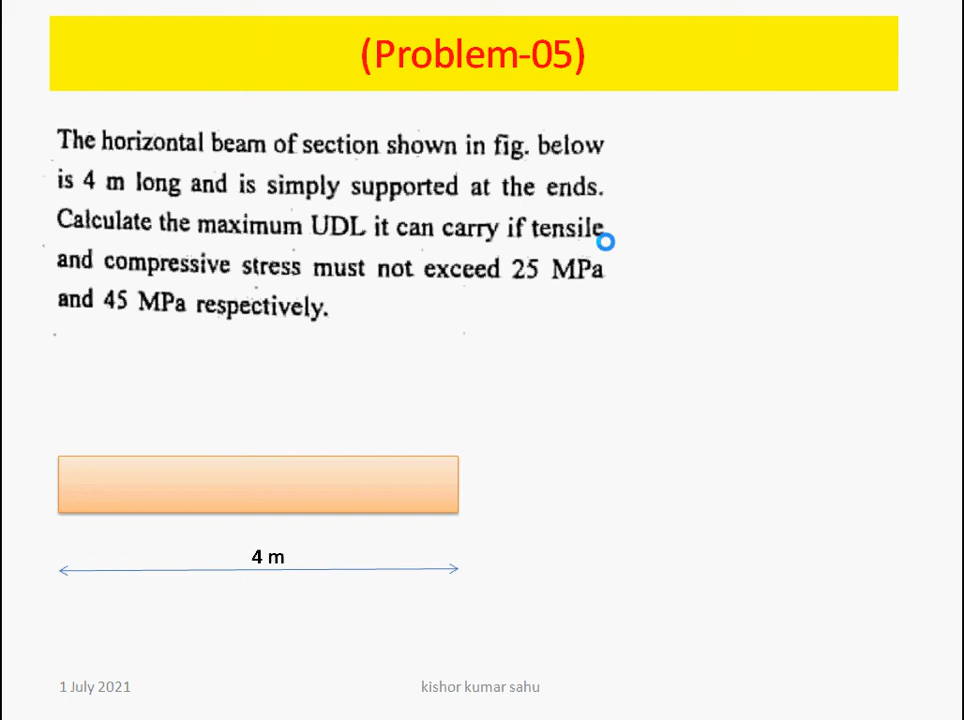 (Problem-05)
The horizontal beam of section shown in fig. below
is 4 m long and is simply supported at the ends.
Calculate the maximum UDL it can carry if tensile
and compressive stress must not exceed 25 MPa
and 45 MPa respectively.
4 m
1 July 2021
kishor kumar sahu